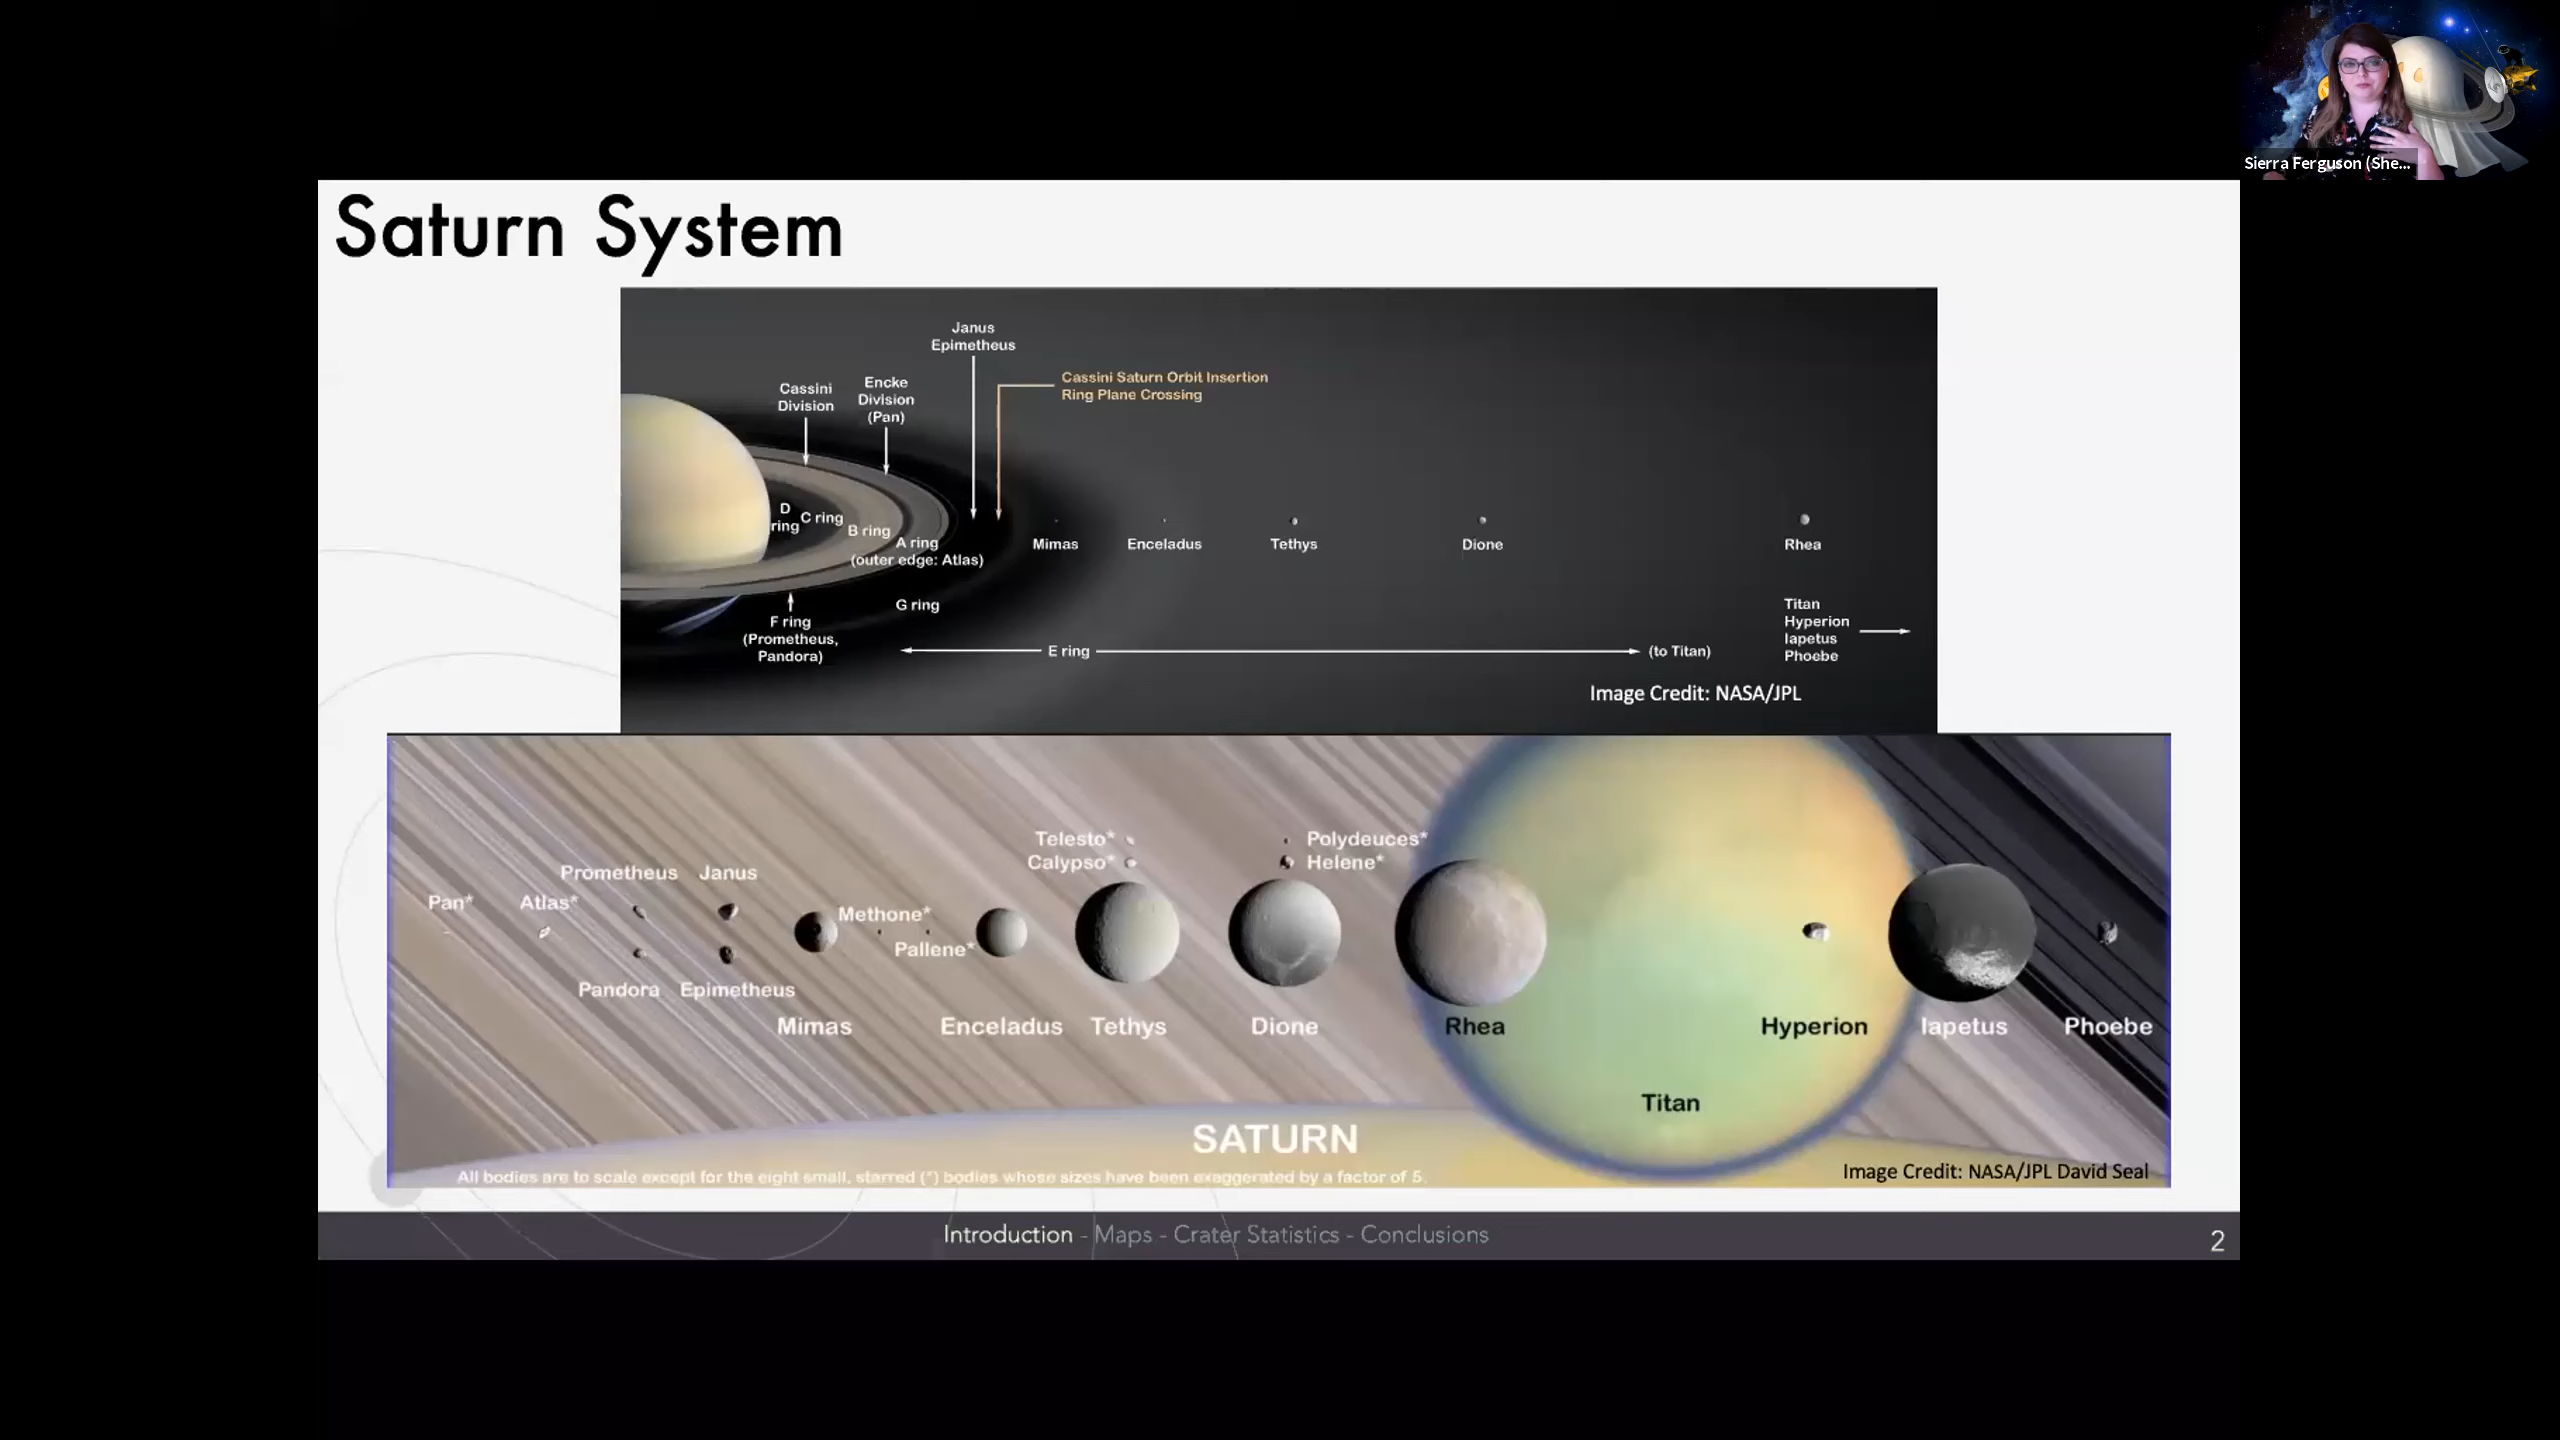 Sierra Ferguson (She...
Saturn System
Janus
Epimetheus
Cassini Saturn Orbit Insertion
Ring Plane Crossing
Cassini
Division
Encke
Division
(Pan)
D
ring
C ring
B ring
A ring
(outer edge: Atlas)
Mimas
Enceladus
Tethys
Dione
Rhea
G ring
F ring
(Prometheus,
Pandora)
E ring
(to Titan)
Titan
Hyperion
Iapetus
Phoebe
Image Credit: NASA/JPL
Telesto*
Calypso*
Polydeuces*
Helene*
Prometheus
Janus
Pan*
Atlas*
Methone*
Pallene*
Pandora
Epimetheus
Mimas
Enceladus
Tethys
Dione
Rhea
Hyperion
Iapetus
Phoebe
Titan
SATURN
All bodies are to scale except for the eight small, starred (*) bodies whose sizes have been exaggerated by a factor of 5.
Image Credit: NASA/JPL David Seal
Introduction - Maps - Crater Statistics - Conclusions
2